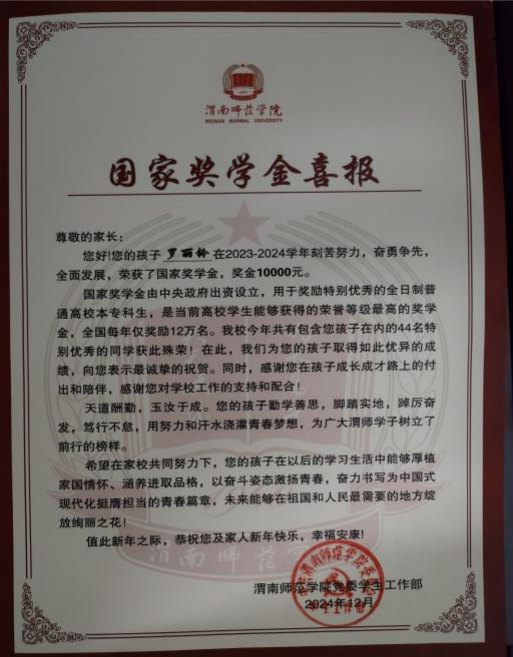 渭南师范学院
WEINAN NORMAL UNIVERSITY
国家奖学金喜报
尊敬的家长：
您好!您的孩子 罗丽铃 在2023-2024学年刻苦努力，奋勇争先，
全面发展，荣获了国家奖学金，奖金10000元。
国家奖学金由中央政府出资设立，用于奖励特别优秀的全日制普
通高校本专科生，是当前高校学生能够获得的荣誉等级最高的奖学
金，全国每年仅奖励12万名。我校今年共有包含您孩子在内的44名特
别优秀的同学获此殊荣！在此，我们为您的孩子取得如此优异的成
绩，向您表示最诚挚的祝贺。同时，感谢您在孩子成长成才路上的付
出和陪伴，感谢您对学校工作的支持和配合！
天道酬勤，玉汝于成。您的孩子勤学善思，脚踏实地，踔厉奋
发，笃行不怠，用努力和汗水浇灌青春梦想，为广大渭师学子树立了
前行的榜样。
希望在家校共同努力下，您的孩子在以后的学习生活中能够厚植
家国情怀、涵养进取品格，以奋斗姿态激扬青春，奋力书写为中国式
现代化挺膺担当的青春篇章，未来能够在祖国和人民最需要的地方绽
放绚丽之花！
值此新年之际，恭祝您及家人新年快乐，幸福安康!
渭南师范学院党委学生工作部
2024年12月